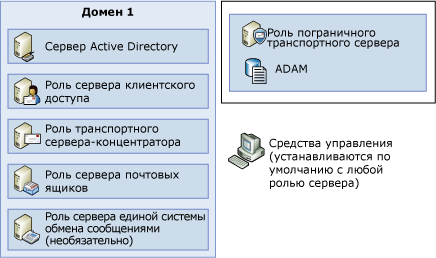 Домен 1
Сервер Active Directory
Роль сервера клиентского
доступа
Роль транспортного
сервера-концентратора
Роль сервера почтовых
ящиков
Роль сервера единой системы
обмена сообщениями
(необязательно)
Роль пограничного
транспортного сервера
ADAM
Средства управления
(устанавливаются по
умолчанию с любой
ролью сервера)